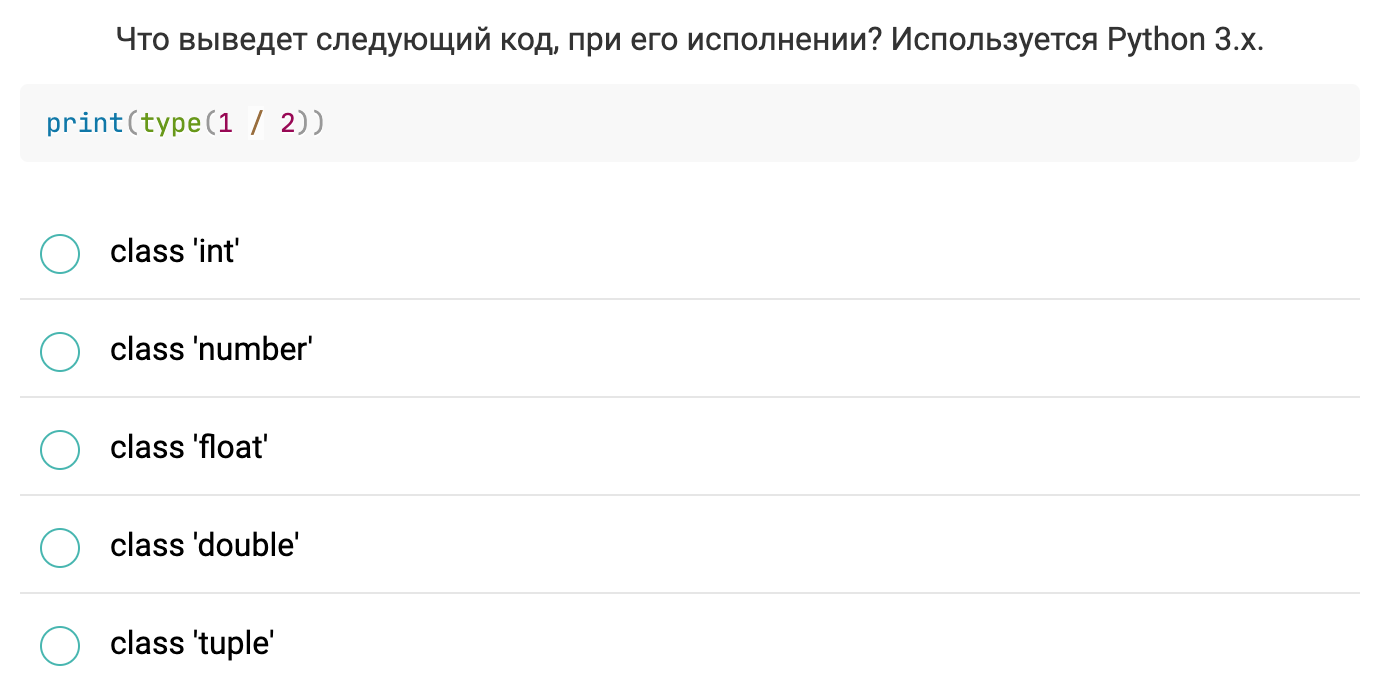 Что выведет следующий код, при его исполнении? Используется Python 3.x.
print(type(1 / 2))
class 'int'
class 'number'
class 'float'
class 'double'
class 'tuple'